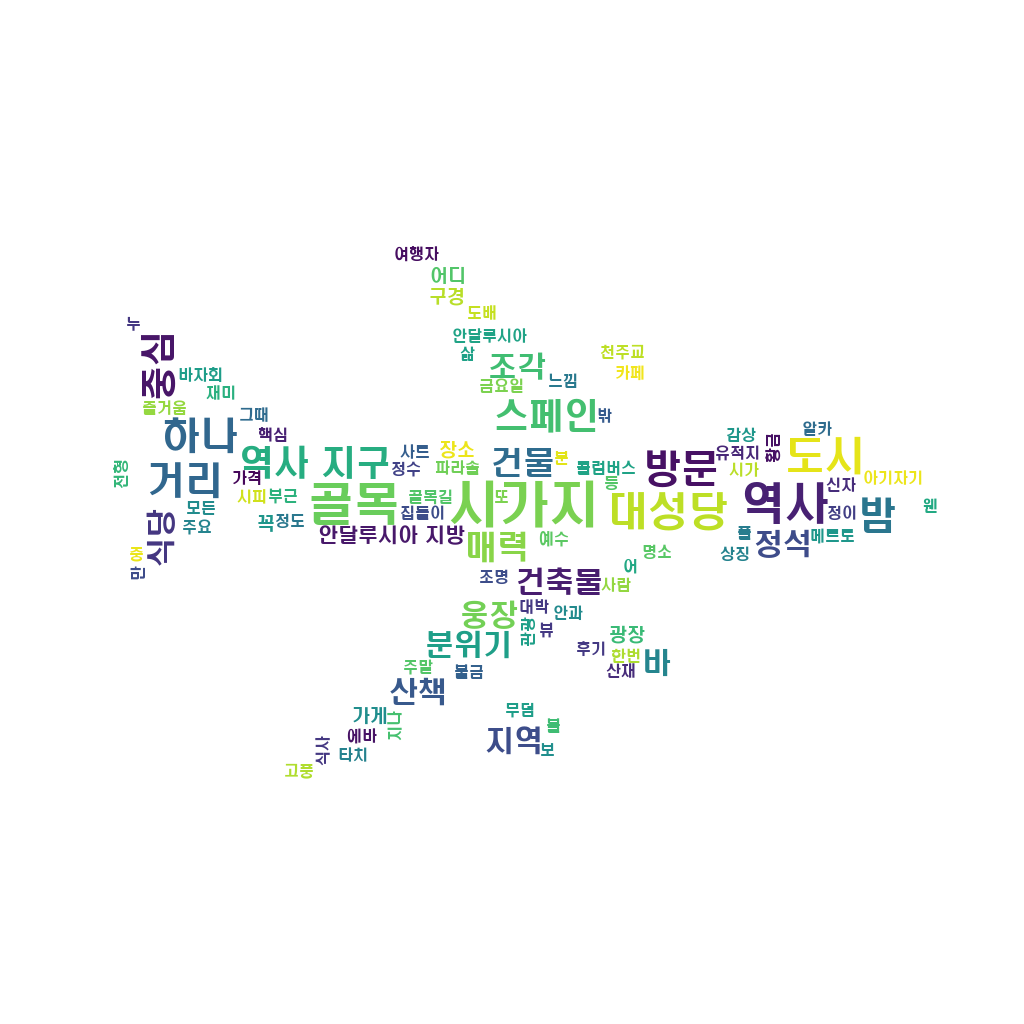 여행자
어디
구경
도배
누
안달루시아
중심
삶
천주교
조각
바자회
카페
느낌
금요일
재미
즐거움
그때
스페인
밖
알카
하나
핵심
감상
황금
도시
사트
장소
건물
분
방문
유적지
역사 지구
거리
정수
파라솔
콜럼버스
시가
전형
가격
등
아기자기
신자
시피
부근
골목
골목길
또
시가지
대성당
역사
밤
웬
모든
집들이
정이
꼭
정도
주요
안달루시아 지방
매력
예수
풀
메트토
식당
정석
중
명소
상징
만
어
조명
건축물
사람
웅장
대박
안과
관광
뷰
광장
분위기
후기
한번
바
주말
불금
산재
산책
가게
지나
무덤
볼
에바
지역
식사
타치
보
고풍